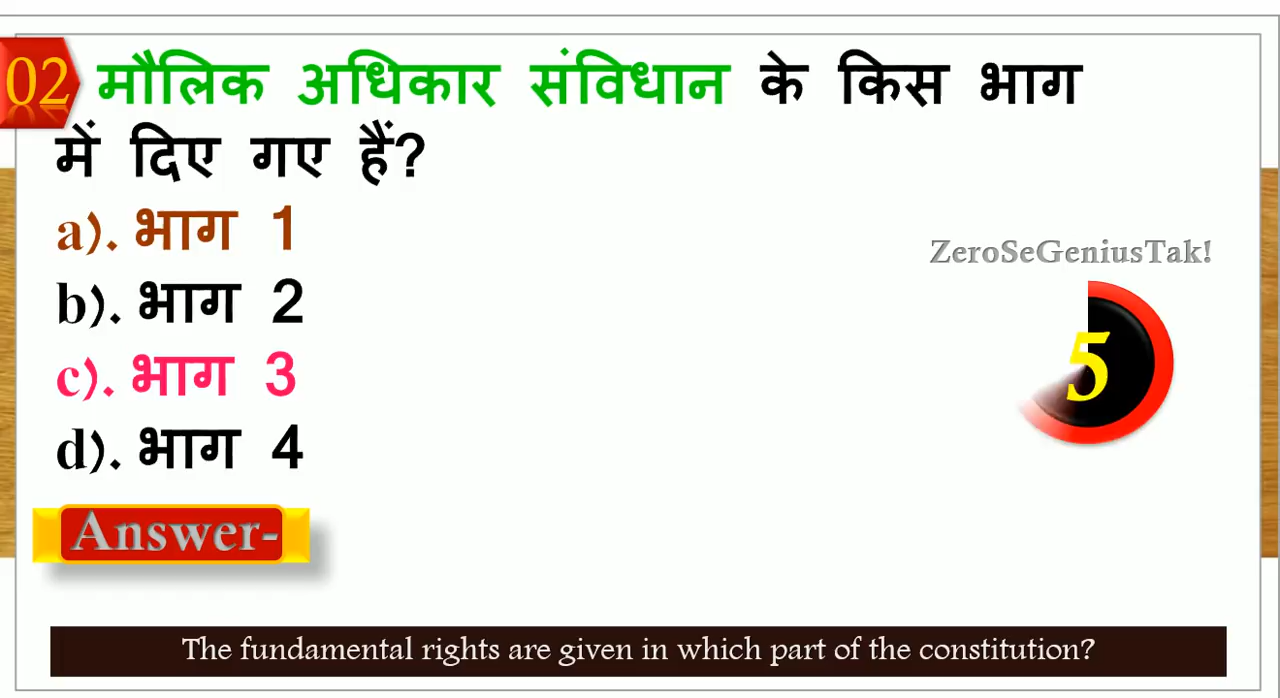 02 मौलिक अधिकार संविधान के किस भाग
में दिए गए हैं?
a). भाग 1
b). भाग 2
c). भाग 3
d). भाग 4
ZeroSeGeniusTak!
5
Answer-
The fundamental rights are given in which part of the constitution?